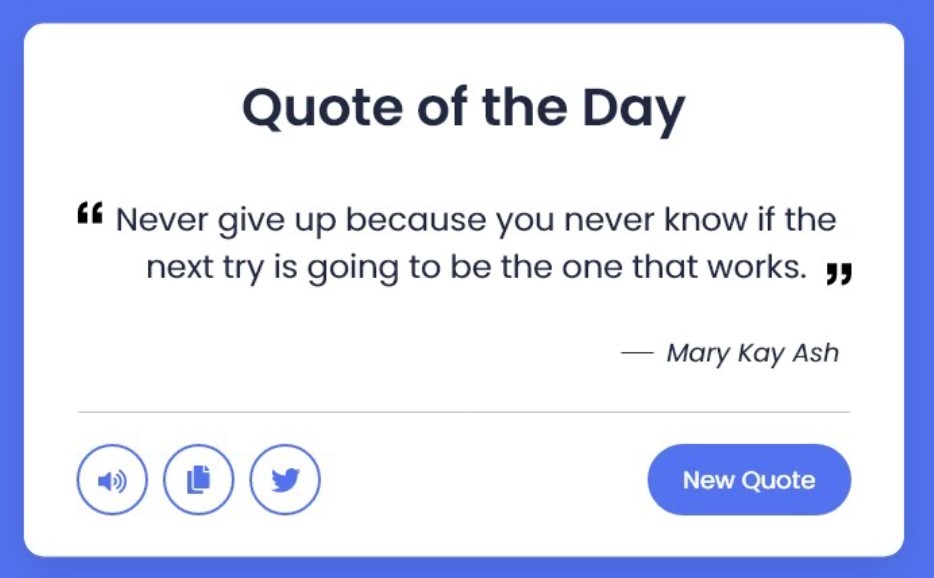 Quote of the Day
“ Never give up because you never know if the
next try is going to be the one that works. ”
— Mary Kay Ash
New Quote